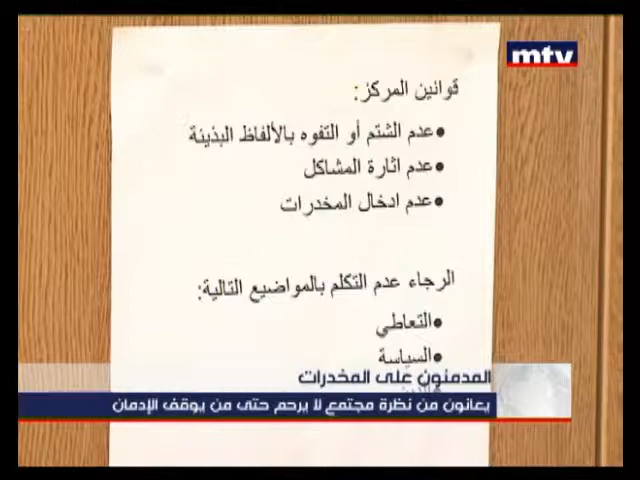 mtv
قوانين المركز:
•عدم الشتم أو التفوه بالألفاظ البذيئة
•عدم اثارة المشاكل
•عدم ادخال المخدرات
الرجاء عدم التكلم بالمواضيع التالية:
•التعاطي
•السياسة
المدمنون على المخدرات
يعانون من نظرة مجتمع لا يرحم حتى من يوقف الإدمان